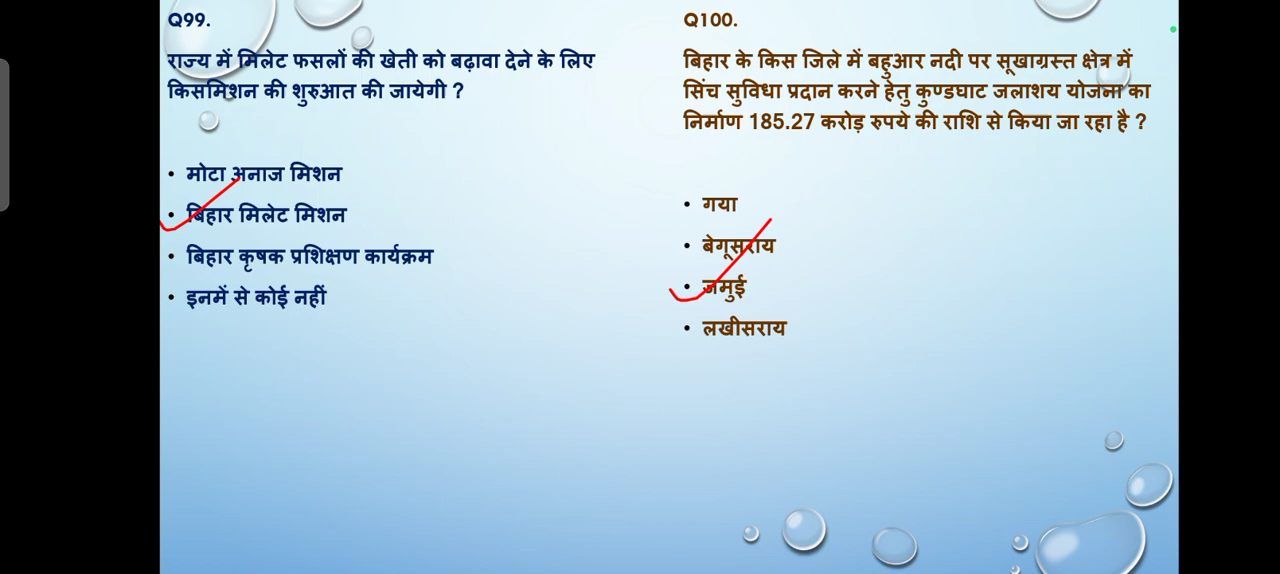 Q99.
राज्य में मिलेट फसलों की खेती को बढ़ावा देने के लिए
किसमिशन की शुरुआत की जायेगी ?
• मोटा अनाज मिशन
• बिहार मिलेट मिशन
• बिहार कृषक प्रशिक्षण कार्यक्रम
• इनमें से कोई नहीं
Q100.
बिहार के किस जिले में बहुआर नदी पर सूखाग्रस्त क्षेत्र में
सिंच सुविधा प्रदान करने हेतु कुण्डघाट जलाशय योजना का
निर्माण 185.27 करोड़ रुपये की राशि से किया जा रहा है ?
• गया
• बेगूसराय
• जमुई
• लखीसराय